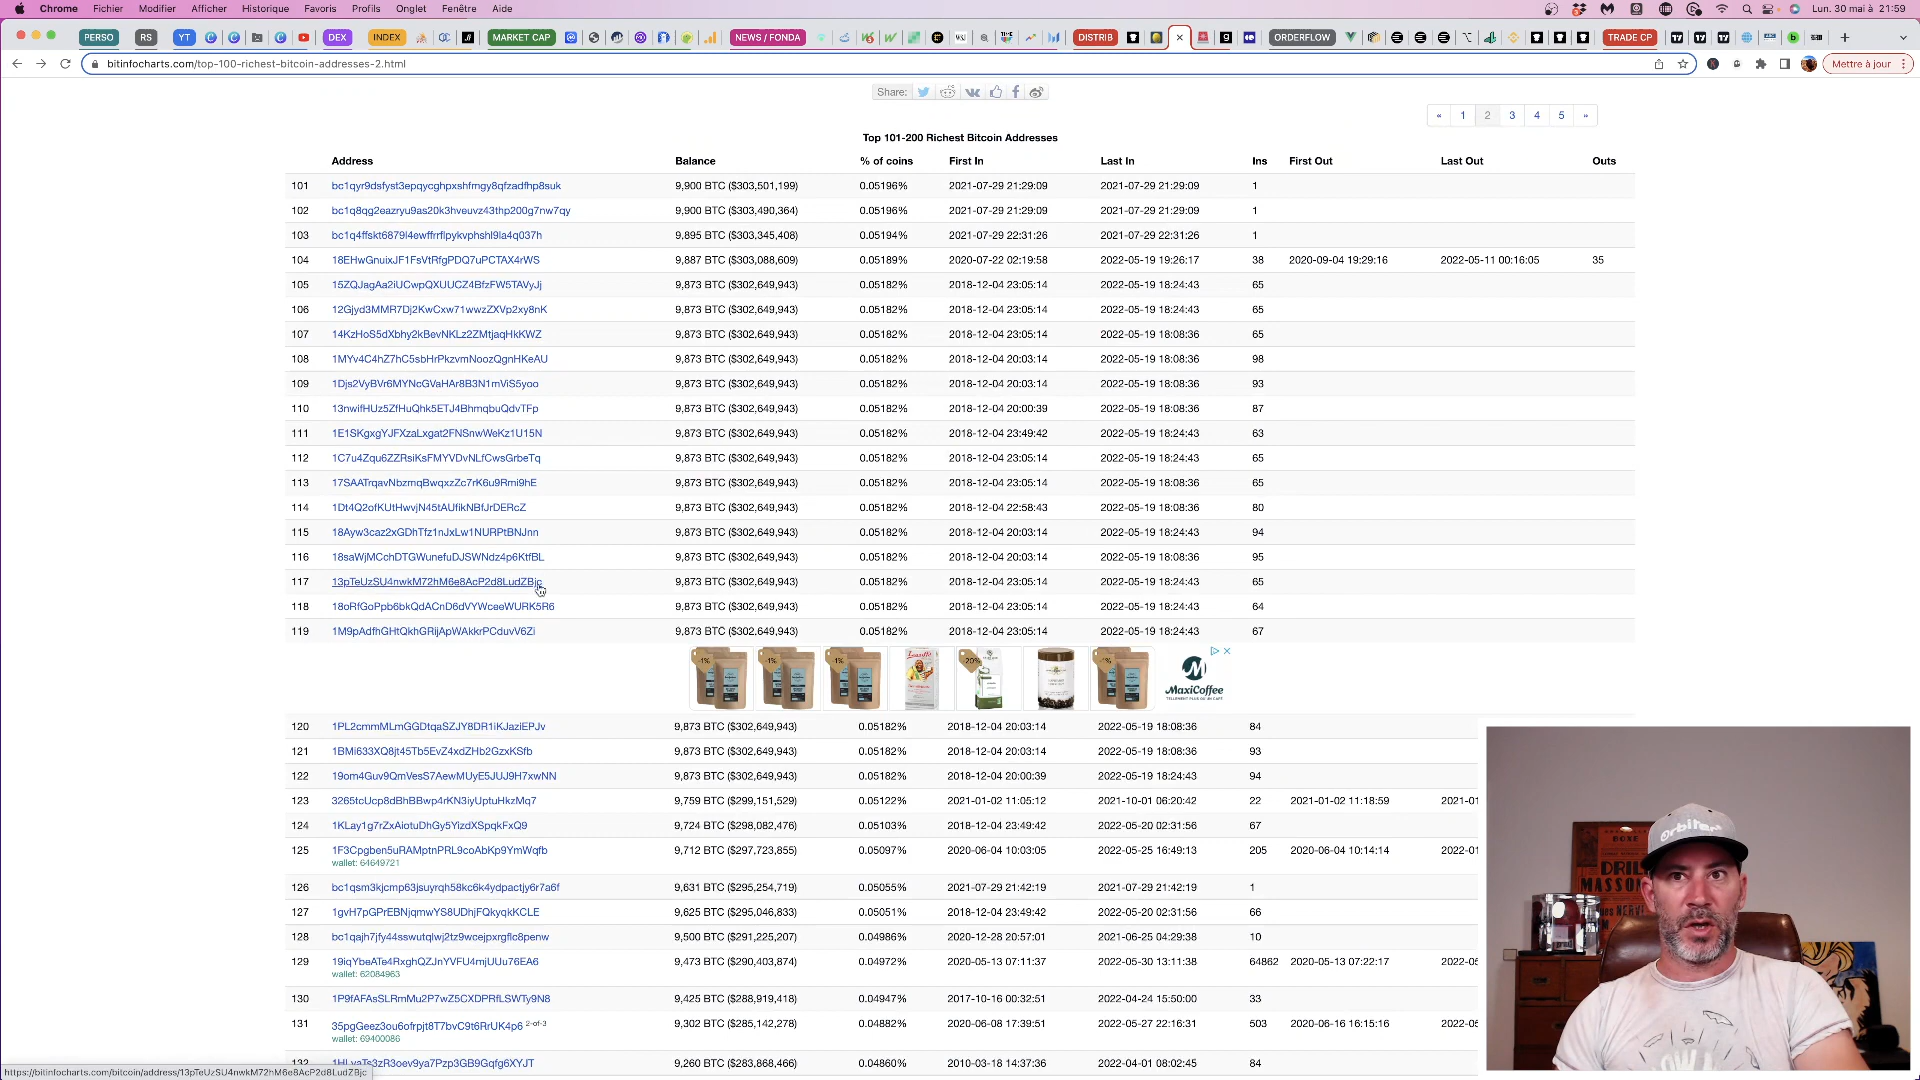 Chrome Fichier Modifier Afficher Historique Favoris Profils Onglet Fenêtre Aide Lun. 30 mai à 21:59
PERSO RS YT DEX INDEX MARKET CAP NEWS / FONDA DISTRIB ORDERFLOW TRADE CP
bitinfocharts.com/top-100-richest-bitcoin-addresses-2.html Mettre à jour
Share:
« 1 2 3 4 5 »
Top 101-200 Richest Bitcoin Addresses
Address Balance % of coins First In Last In Ins First Out Last Out Outs
101 bc1qyr9dsfyst3epqycghpxshfmgy8qfzadfhp8suk 9,900 BTC ($303,501,199) 0.05196% 2021-07-29 21:29:09 2021-07-29 21:29:09 1
102 bc1q8qg2eazryu9as20k3hveuvz43thp200g7nw7qy 9,900 BTC ($303,490,364) 0.05196% 2021-07-29 21:29:09 2021-07-29 21:29:09 1
103 bc1q4ffskt6879l4ewffrrflpykvphshl9la4q037h 9,895 BTC ($303,345,408) 0.05194% 2021-07-29 22:31:26 2021-07-29 22:31:26 1
104 18EHwGnuixJF1FsVtRfgPDQ7uPCTAX4rWS 9,887 BTC ($303,088,609) 0.05189% 2020-07-22 02:19:58 2022-05-19 19:26:17 38 2020-09-04 19:29:16 2022-05-11 00:16:05 35
105 15ZQJagAa2iUCwpQXUUCZ4BfzFW5TAVyJj 9,873 BTC ($302,649,943) 0.05182% 2018-12-04 23:05:14 2022-05-19 18:24:43 65
106 12Gjyd3MMR7Dj2KwCxw71wwzZXVp2xy8nK 9,873 BTC ($302,649,943) 0.05182% 2018-12-04 23:05:14 2022-05-19 18:24:43 65
107 14KzHoS5dXbhy2kBevNKLz2ZMtjaqHkKWZ 9,873 BTC ($302,649,943) 0.05182% 2018-12-04 23:05:14 2022-05-19 18:08:36 65
108 1MYv4C4hZ7hC5sbHrPkzvmNoozQgnHKeAU 9,873 BTC ($302,649,943) 0.05182% 2018-12-04 20:03:14 2022-05-19 18:08:36 98
109 1Djs2VyBVr6MYNcGVaHAr8B3N1mViS5yoo 9,873 BTC ($302,649,943) 0.05182% 2018-12-04 20:03:14 2022-05-19 18:08:36 93
110 13nwifHUz5ZfHuQhk5ETJ4BhmqbuQdvTFp 9,873 BTC ($302,649,943) 0.05182% 2018-12-04 20:00:39 2022-05-19 18:08:36 87
111 1E1SKgxgYJFXzaLxgat2FNSnwWeKz1U15N 9,873 BTC ($302,649,943) 0.05182% 2018-12-04 23:49:42 2022-05-19 18:24:43 63
112 1C7u4Zqu6ZZRsiKsFMYVDvNLfCwsGrbeTq 9,873 BTC ($302,649,943) 0.05182% 2018-12-04 23:05:14 2022-05-19 18:24:43 65
113 17SAATrqavNbzmqBwqxzZc7rK6u9Rmi9hE 9,873 BTC ($302,649,943) 0.05182% 2018-12-04 23:05:14 2022-05-19 18:08:36 65
114 1Dt4Q2ofKUtHwvjN45tAUfikNBfJrDERcZ 9,873 BTC ($302,649,943) 0.05182% 2018-12-04 22:58:43 2022-05-19 18:08:36 80
115 18Ayw3caz2xGDhTfz1nJxLw1NURPtBNJnn 9,873 BTC ($302,649,943) 0.05182% 2018-12-04 20:03:14 2022-05-19 18:24:43 94
116 18saWjMCchDTGWunefuDJSWNdz4p6KtfBL 9,873 BTC ($302,649,943) 0.05182% 2018-12-04 20:03:14 2022-05-19 18:08:36 95
117 13pTeUzSU4nwkM72hM6e8AcP2d8LudZBjc 9,873 BTC ($302,649,943) 0.05182% 2018-12-04 23:05:14 2022-05-19 18:24:43 65
118 18oRfGoPpb6bkQdACnD6dVYWceeWURK5R6 9,873 BTC ($302,649,943) 0.05182% 2018-12-04 23:05:14 2022-05-19 18:24:43 64
119 1M9pAdfhGHtQkhGRijApWAkkrPCduvV6Zi 9,873 BTC ($302,649,943) 0.05182% 2018-12-04 23:05:14 2022-05-19 18:24:43 67
-1% -1% -1% -20% -1% MaxiCoffee
120 1PL2cmmMLmGGDtqaSZJY8DR1iKJaziEPJv 9,873 BTC ($302,649,943) 0.05182% 2018-12-04 20:03:14 2022-05-19 18:08:36 84
121 1BMi633XQ8jt45Tb5EvZ4xdZHb2GzxKSfb 9,873 BTC ($302,649,943) 0.05182% 2018-12-04 20:03:14 2022-05-19 18:08:36 93
122 19om4Guv9QmVesS7AewMUyE5JUJ9H7xwNN 9,873 BTC ($302,649,943) 0.05182% 2018-12-04 20:00:39 2022-05-19 18:24:43 94
123 3265tcUcp8dBhBBwp4rKN3iyUptuHkzMq7 9,759 BTC ($299,151,529) 0.05122% 2021-01-02 11:05:12 2021-10-01 06:20:42 22 2021-01-02 11:18:59 2021-01
124 1KLay1g7rZxAiotuDhGy5YizdXSpqkFxQ9 9,724 BTC ($298,082,476) 0.05103% 2018-12-04 23:49:42 2022-05-20 02:31:56 67
125 1F3Cpgben5uRAMptnPRL9coAbKp9YmWqfb 9,712 BTC ($297,723,855) 0.05097% 2020-06-04 10:03:05 2022-05-25 16:49:13 205 2020-06-04 10:14:14 2022-01
wallet: 64649721
126 bc1qsm3kjcmp63jsuyrqh58kc6k4ydpactjy6r7a6f 9,631 BTC ($295,254,719) 0.05055% 2021-07-29 21:42:19 2021-07-29 21:42:19 1
127 1gvH7pGPrEBNjqmwYS8UDhjFQkyqkKCLE 9,625 BTC ($295,046,833) 0.05051% 2018-12-04 23:49:42 2022-05-20 02:31:56 66
128 bc1qajh7jfy44sswutqlwj2tz9wcejpxrgflc8penw 9,500 BTC ($291,225,207) 0.04986% 2020-12-28 20:57:01 2021-06-25 04:29:38 10
129 19iqYbeATe4RxghQZJnYVFU4mjUUu76EA6 9,473 BTC ($290,403,874) 0.04972% 2020-05-13 07:11:37 2022-05-30 13:11:38 64862 2020-05-13 07:22:17 2022-05
wallet: 62084963
130 1P9fAFAsSLRmMu2P7wZ5CXDPRfLSWTy9N8 9,425 BTC ($288,919,418) 0.04947% 2017-10-16 00:32:51 2022-04-24 15:50:00 33
131 35pgGeez3ou6ofrpjt8T7bvC9t6RrUK4p6 2-of-3 9,302 BTC ($285,142,278) 0.04882% 2020-06-08 17:39:51 2022-05-27 22:16:31 503 2020-06-16 16:15:16 2022-05
wallet: 69400086
132 1HLvaTs3zR3oev9ya7Pzp3GB9Gqfg6XYJT 9,260 BTC ($283,868,466) 0.04860% 2010-03-18 14:37:36 2022-04-01 08:02:45 84
https://bitinfocharts.com/bitcoin/address/13pTeUzSU4nwkM72hM6e8AcP2d8LudZBjc